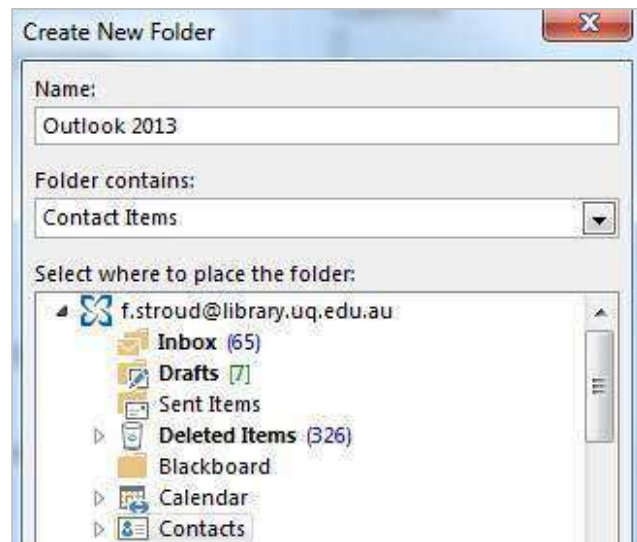 Create New Folder
Name:
Outlook 2013
Folder contains:
Contact Items
Select where to place the folder:
f.stroud@library.uq.edu.au
Inbox (65)
Drafts [7]
Sent Items
Deleted Items (326)
Blackboard
Calendar
Contacts